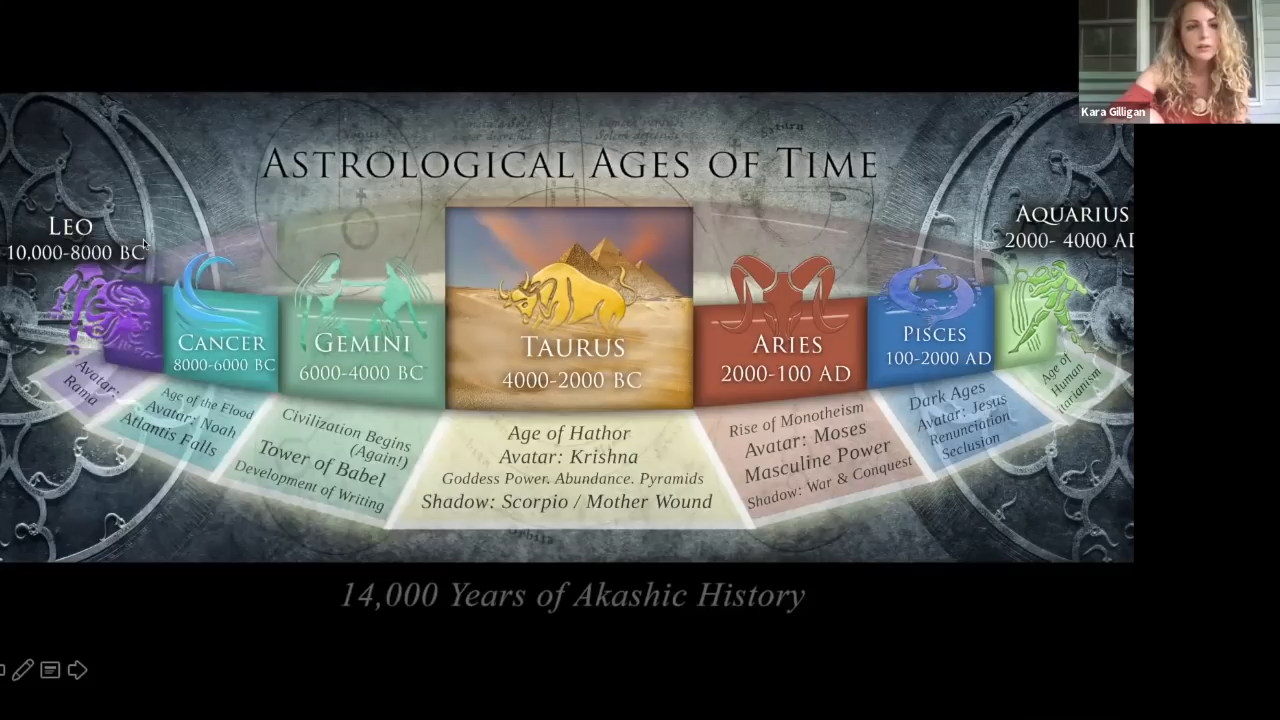 Kara Gilligan
ASTROLOGICAL AGES OF TIME
LEO
10,000-8000 BC
Avatar:
Rama
CANCER
8000-6000 BC
Age of the Flood
Avatar: Noah
Atlantis Falls
GEMINI
6000-4000 BC
Civilization Begins
(Again!)
Tower of Babel
Development of Writing
TAURUS
4000-2000 BC
Age of Hathor
Avatar: Krishna
Goddess Power. Abundance. Pyramids
Shadow: Scorpio / Mother Wound
ARIES
2000-100 AD
Rise of Monotheism
Avatar: Moses
Masculine Power
Shadow: War & Conquest
PISCES
100-2000 AD
Dark Ages
Avatar: Jesus
Renunciation
Seclusion
AQUARIUS
2000- 4000 AD
Age of
Human
itarianism
Saturn
Orbits
14,000 Years of Akashic History